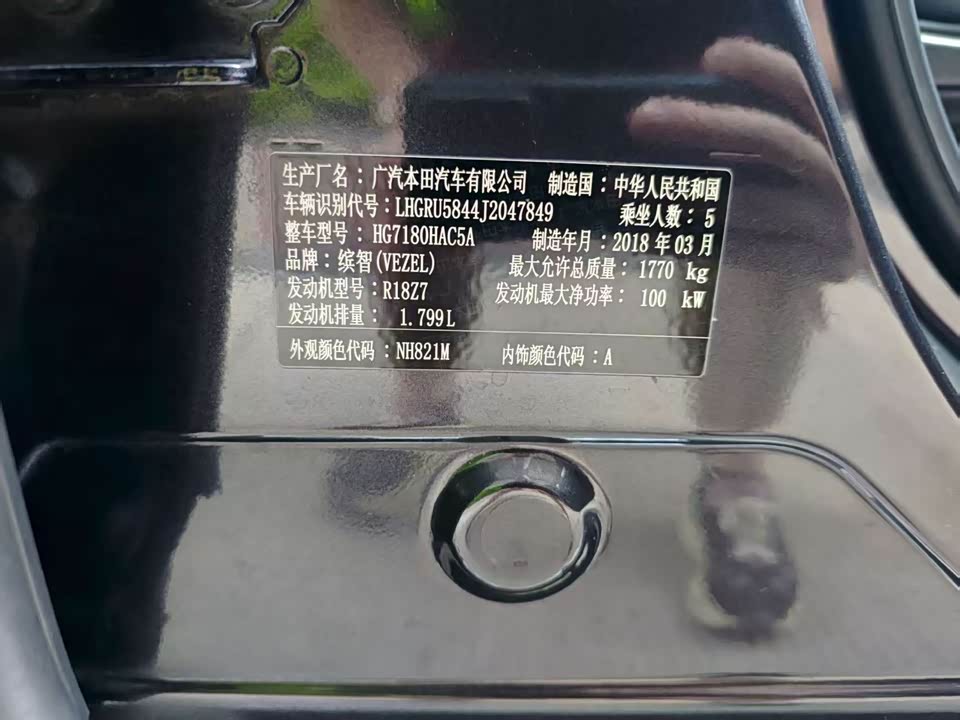 生产厂名：广汽本田汽车有限公司 制造国：中华人民共和国
车辆识别代号：LHGRU5844J2047849 乘坐人数：5
整车型号：HG7180HAC5A 制造年月：2018 年 03 月
品牌：缤智(VEZEL) 最大允许总质量：1770 kg
发动机型号：R18Z7 发动机最大净功率：100 kW
发动机排量：1.799L
外观颜色代码：NH821M 内饰颜色代码：A